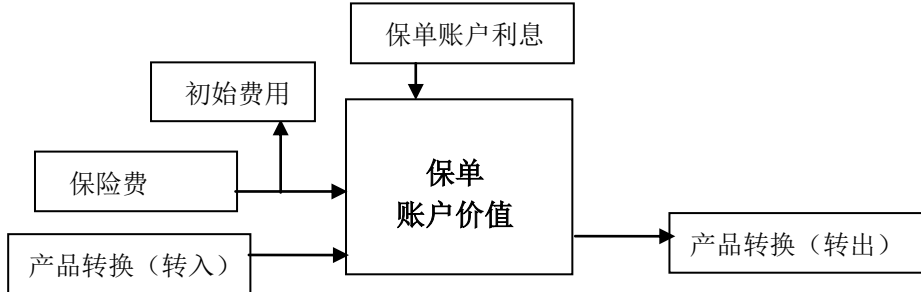 保单账户利息
初始费用
保险费
保单
账户价值
产品转换（转入）
产品转换（转出）